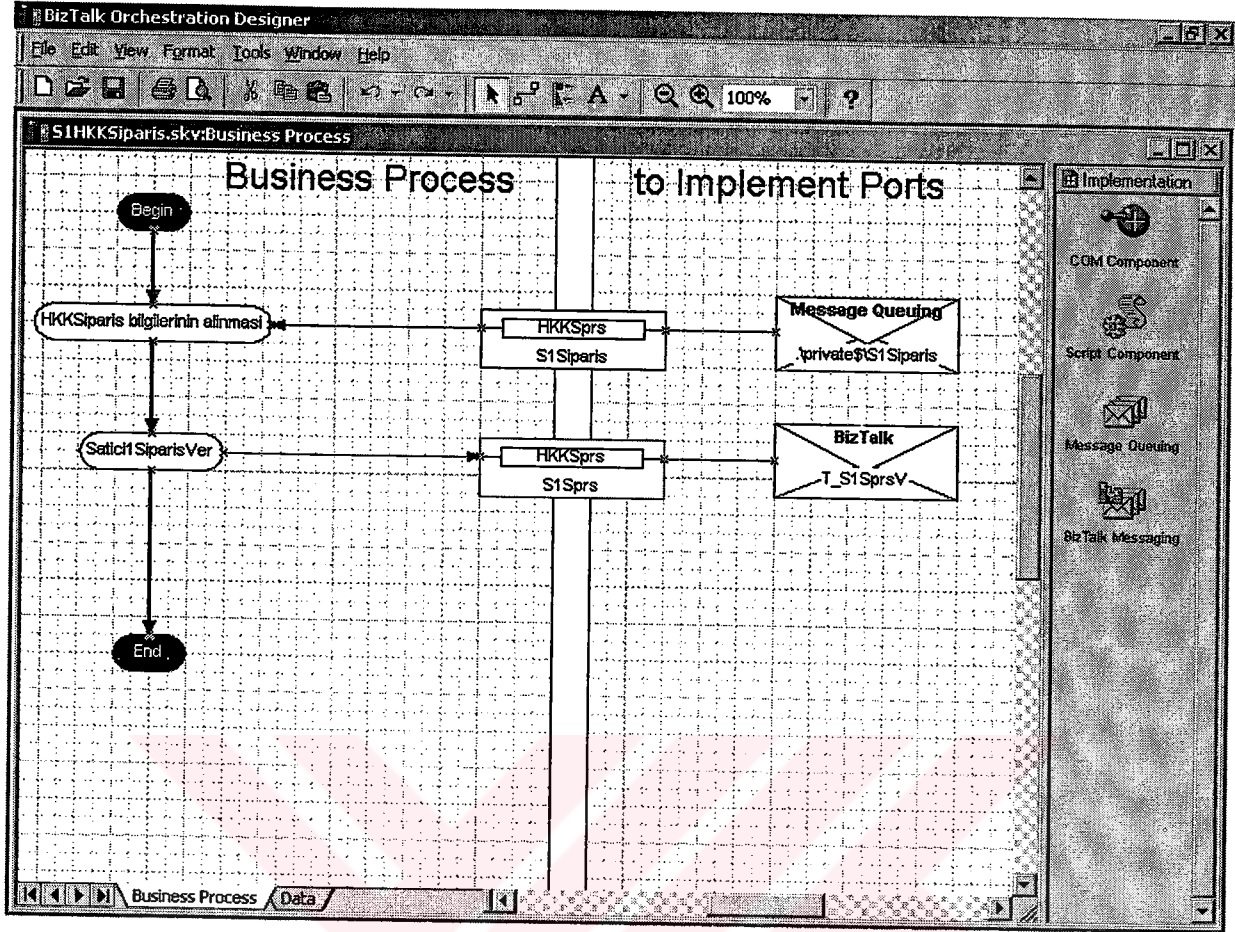 BizTalk Orchestration Designer
File Edit View Format Tools Window Help
100%
S1HKKSiparis.skv:Business Process
Business Process to Implement Ports
Implementation
Begin
COM Component
HKKSiparis bilgilerinin alinmasi
HKKSprs
S1Siparis
Message Queuing
.\private$\S1Siparis
Script Component
Satici1SiparisVer
HKKSprs
S1Sprs
BizTalk
T_S1SprsV
Message Queuing
BizTalk Messaging
End
Business Process Data